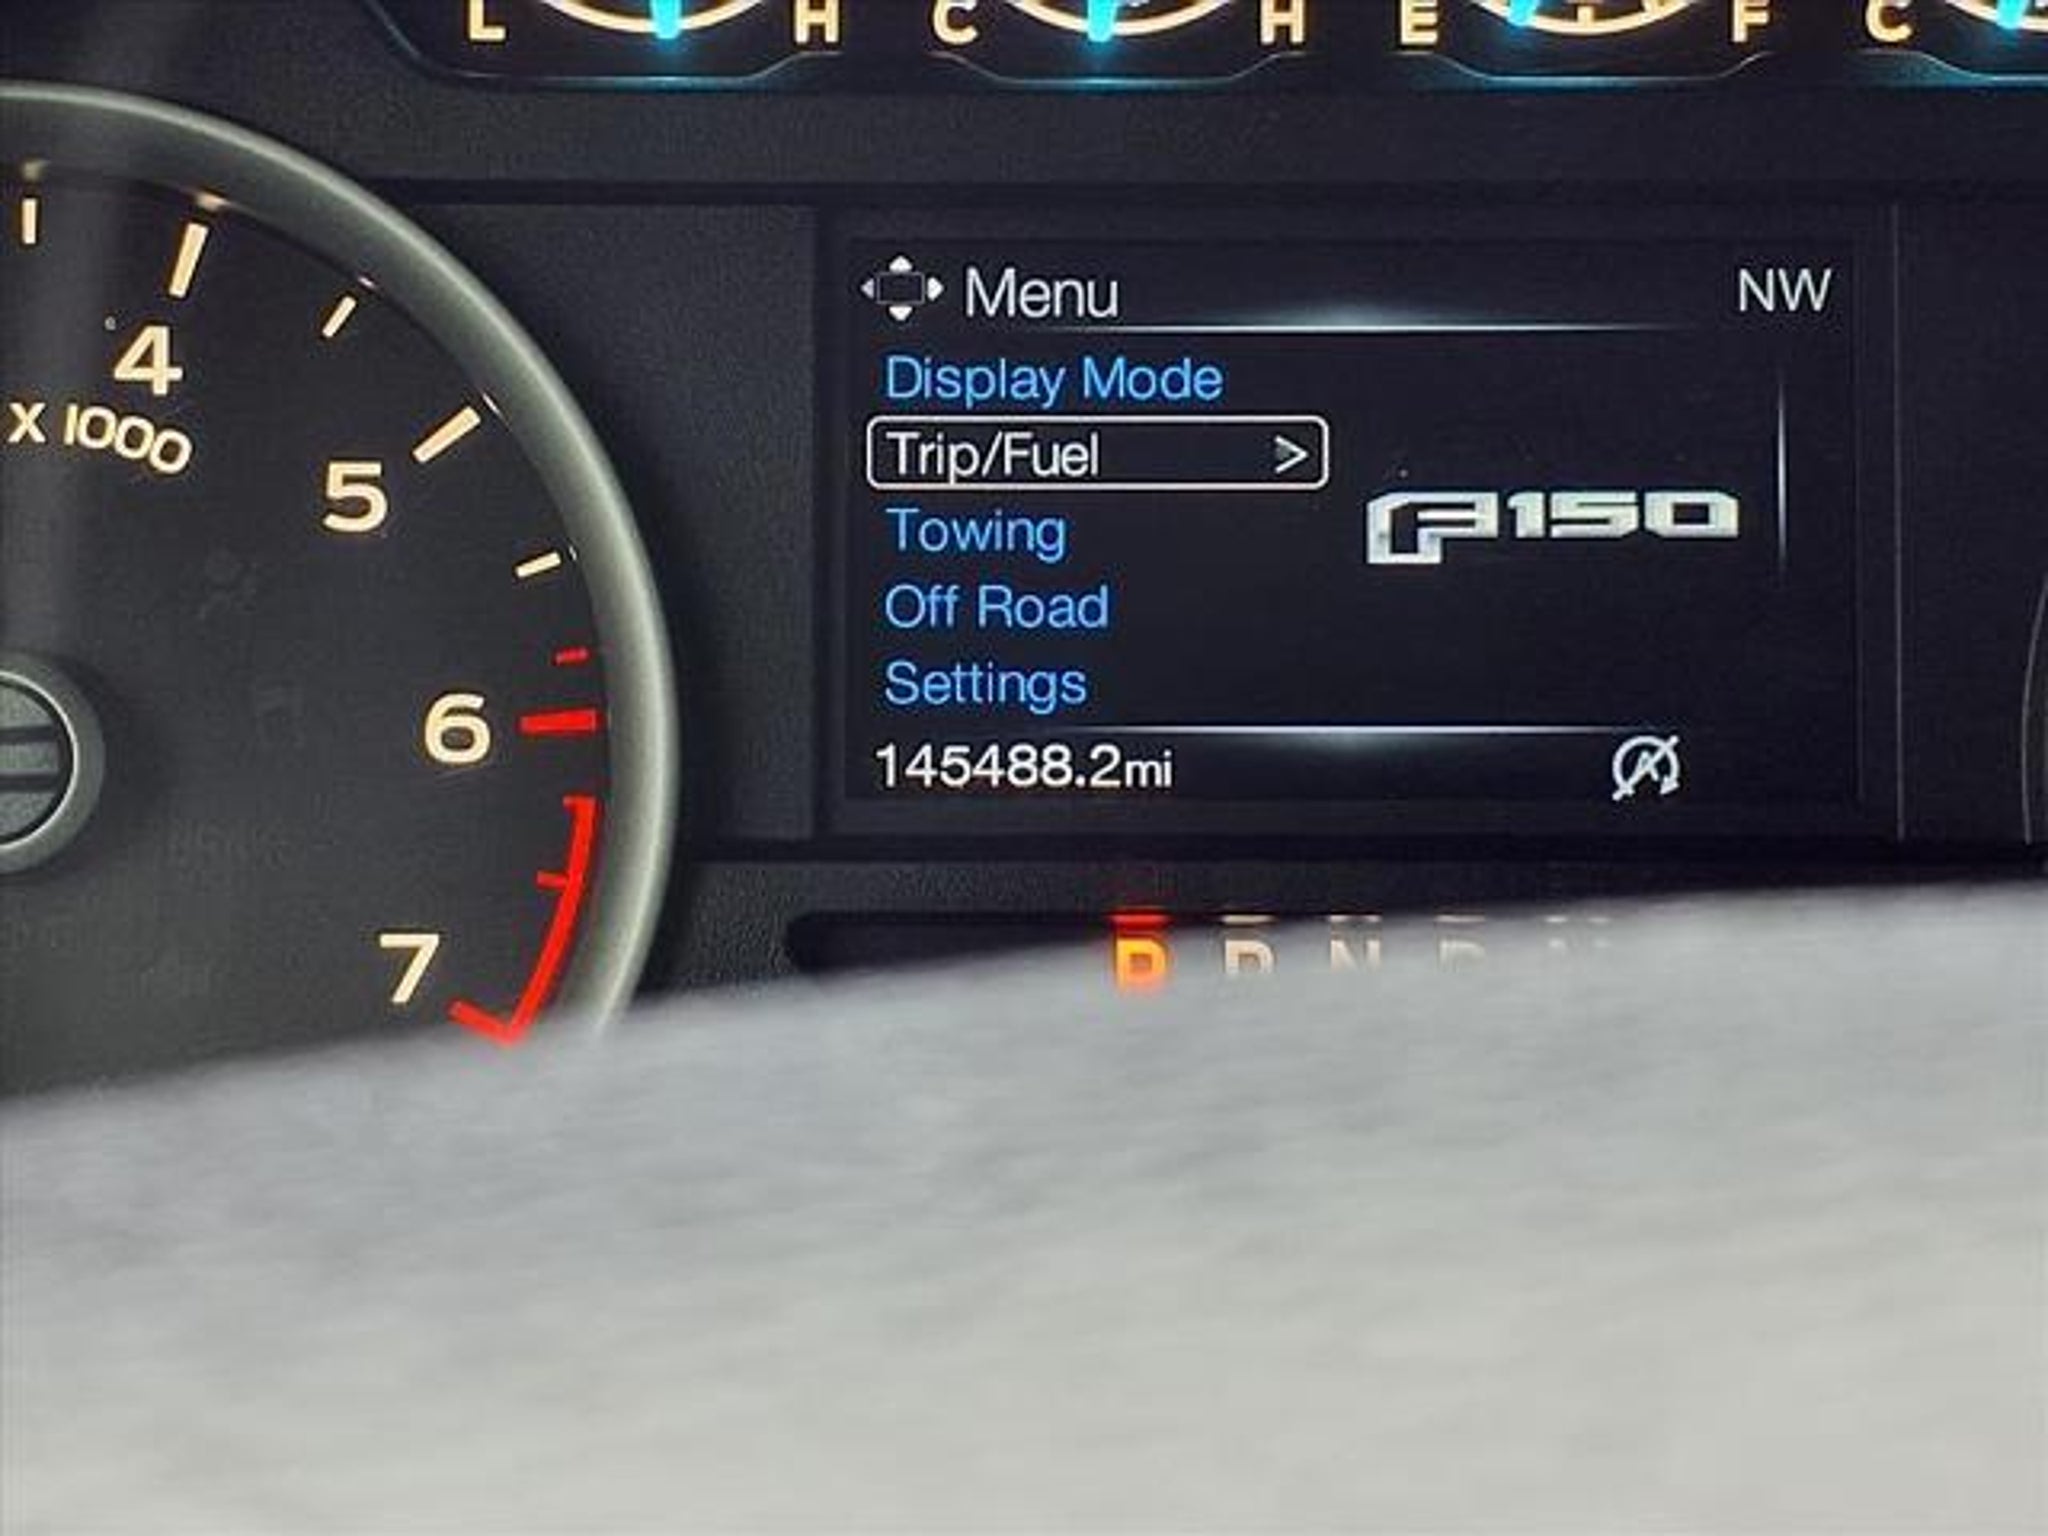 L H C H E F C
4
X 1000
5
6
7
Menu NW
Display Mode
Trip/Fuel >
Towing
Off Road
Settings
F150
145488.2mi
A
P R N D